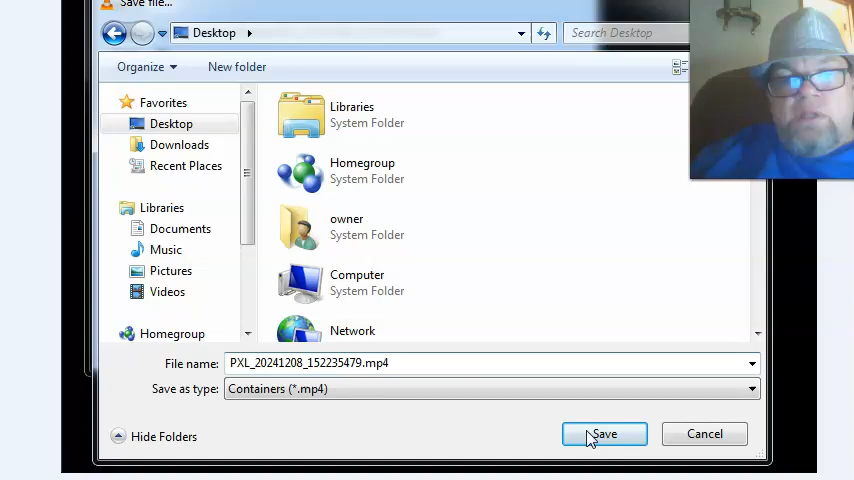 Save file...
Desktop
Search Desktop
Organize
New folder
Favorites
Desktop
Downloads
Recent Places
Libraries
Documents
Music
Pictures
Videos
Homegroup
Libraries
System Folder
Homegroup
System Folder
owner
System Folder
Computer
System Folder
Network
File name: PXL_20241208_152235479.mp4
Save as type: Containers (*.mp4)
Hide Folders
Save
Cancel